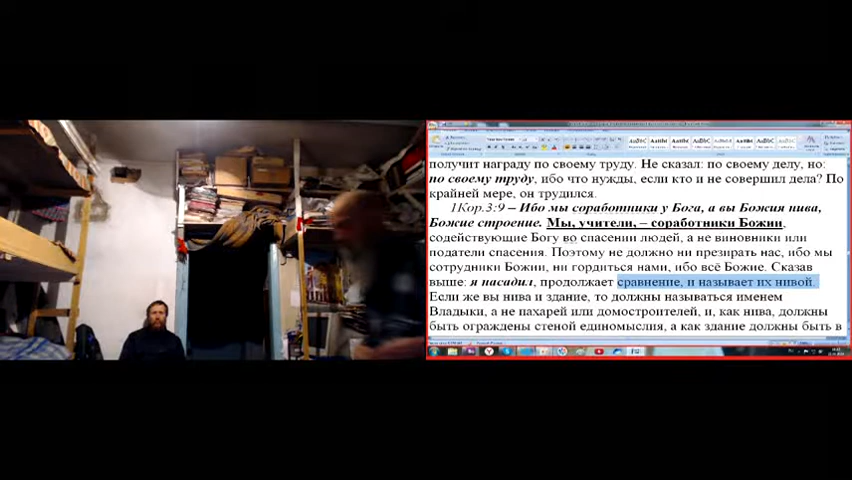 получит награду по своему труду. Не сказал: по своему делу, но:
по своему труду, ибо что нужды, если кто и не совершил дела? По
крайней мере, он трудился.
1Кор.3:9 – Ибо мы соработники у Бога, а вы Божия нива,
Божие строение. Мы, учители, – соработники Божии,
содействующие Богу во спасении людей, а не виновники или
податели спасения. Поэтому не должно ни презирать нас, ибо мы
сотрудники Божии, ни гордиться нами, ибо всё Божие. Сказав
выше: я насадил, продолжает сравнение, и называет их нивой.
Если же вы нива и здание, то должны называться именем
Владыки, а не пахарей или домостроителей, и, как нива, должны
быть ограждены стеной единомыслия, а как здание должны быть в